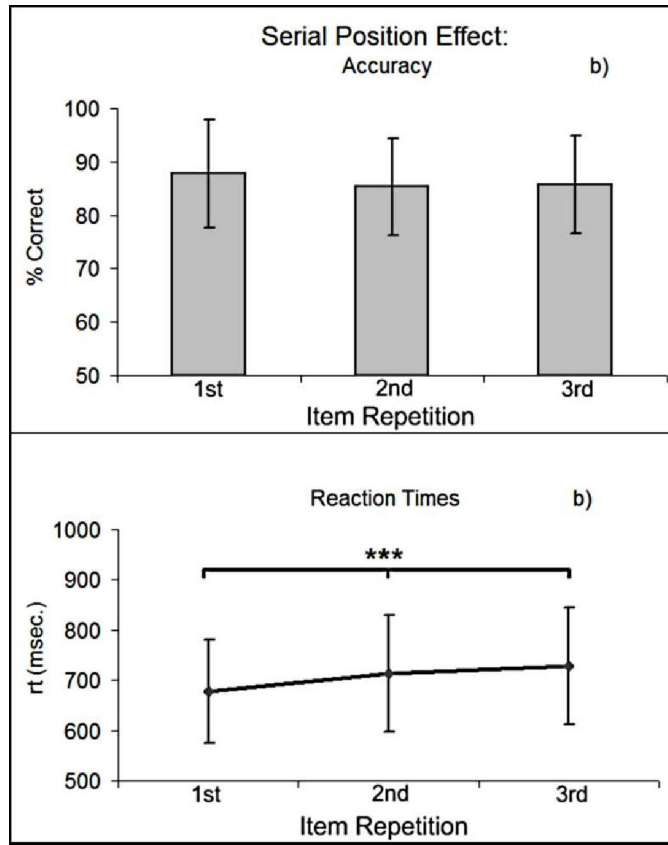 Serial Position Effect:
Accuracy b)
100
90
80
70
60
50
% Correct
1st 2nd 3rd
Item Repetition
Reaction Times b)
1000
900
800
700
600
500
rt (msec.)
***
1st 2nd 3rd
Item Repetition